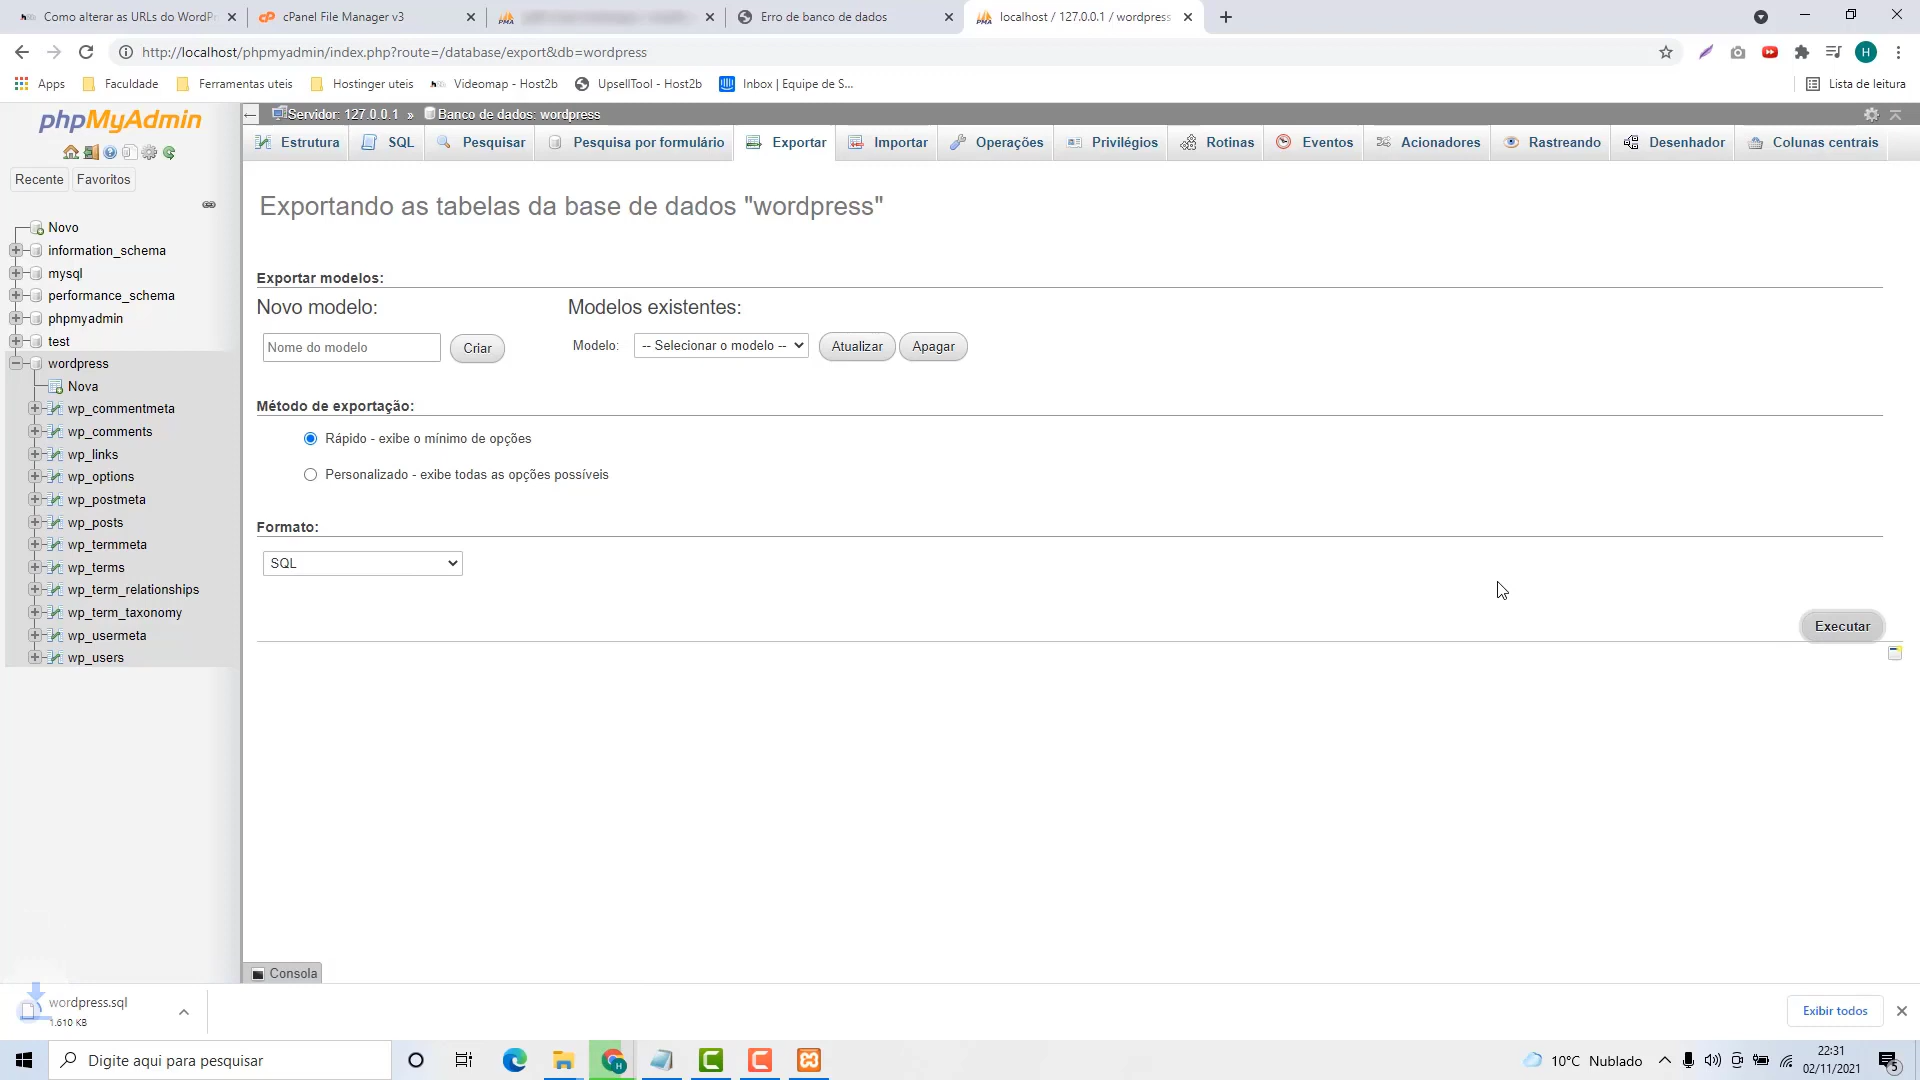 Como alterar as URLs do WordPr
cPanel File Manager v3
Erro de banco de dados
localhost / 127.0.0.1 / wordpress
http://localhost/phpmyadmin/index.php?route=/database/export&db=wordpress
H
Apps
Faculdade
Ferramentas uteis
Hostinger uteis
Videomap - Host2b
UpsellTool - Host2b
Inbox | Equipe de S...
Lista de leitura
phpMyAdmin
Recente
Favoritos
Novo
information_schema
mysql
performance_schema
phpmyadmin
test
wordpress
Nova
wp_commentmeta
wp_comments
wp_links
wp_options
wp_postmeta
wp_posts
wp_termmeta
wp_terms
wp_term_relationships
wp_term_taxonomy
wp_usermeta
wp_users
Servidor: 127.0.0.1 » Banco de dados: wordpress
Estrutura
SQL
Pesquisar
Pesquisa por formulário
Exportar
Importar
Operações
Privilégios
Rotinas
Eventos
Acionadores
Rastreando
Desenhador
Colunas centrais
Exportando as tabelas da base de dados "wordpress"
Exportar modelos:
Novo modelo:
Modelos existentes:
Nome do modelo
Criar
Modelo:
-- Selecionar o modelo --
Atualizar
Apagar
Método de exportação:
Rápido - exibe o mínimo de opções
Personalizado - exibe todas as opções possíveis
Formato:
SQL
Executar
Consola
wordpress.sql
1.610 KB
Exibir todos
Digite aqui para pesquisar
10°C Nublado
22:31
02/11/2021
5